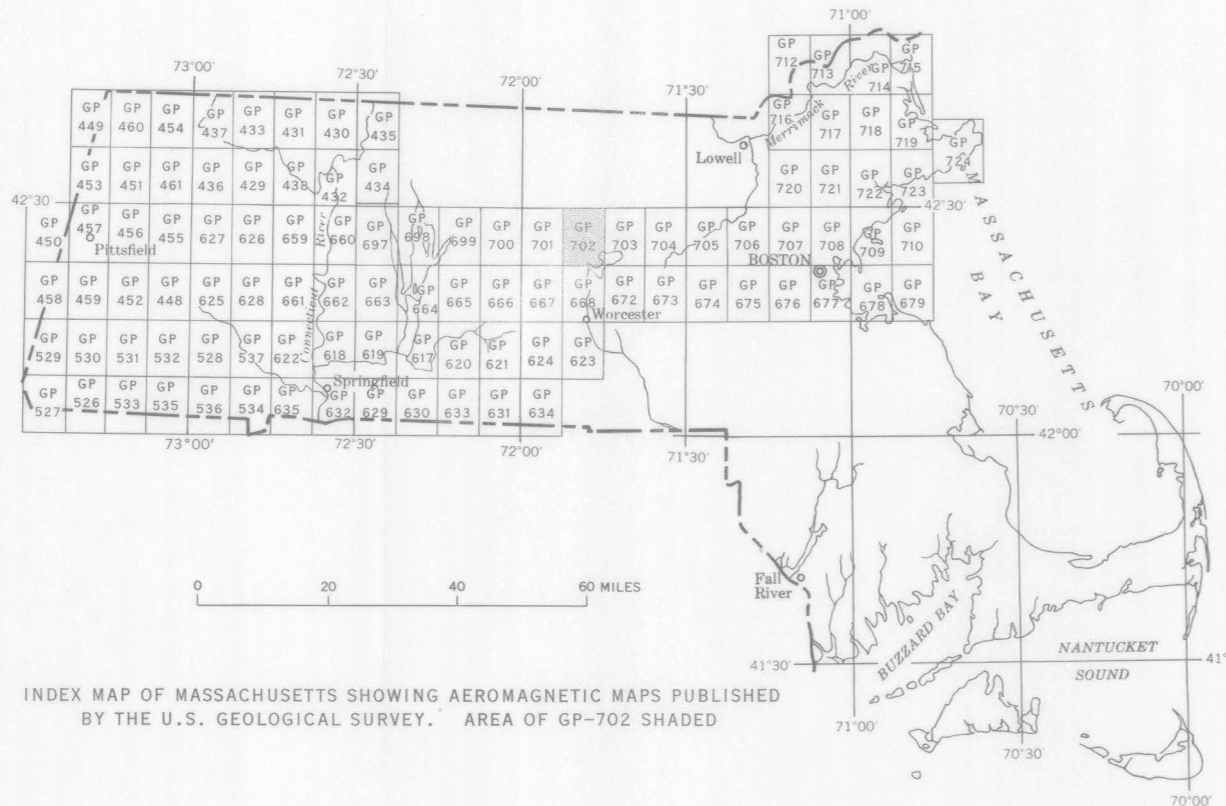 71°00'
73°00' 72°30' 72°00' 71°30'
GP 712 GP 713 GP 714 GP 715
GP 449 GP 460 GP 454 GP 437 GP 433 GP 431 GP 430 GP 435
GP 716 GP 717 GP 718 GP 719
Merrimack River
Lowell
GP 724
GP 453 GP 451 GP 461 GP 436 GP 429 GP 438 GP 432 GP 434
GP 720 GP 721 GP 722 GP 723
42°30' 42°30'
GP 450 GP 457 GP 456 GP 455 GP 627 GP 626 GP 659 GP 660 GP 697 GP 698 GP 699 GP 700 GP 701 GP 702 GP 703 GP 704 GP 705 GP 706 GP 707 GP 708 GP 709 GP 710
Pittsfield
BOSTON
MASSACHUSETTS
BAY
Connecticut River
GP 458 GP 459 GP 452 GP 448 GP 625 GP 628 GP 661 GP 662 GP 663 GP 664 GP 665 GP 666 GP 667 GP 668 GP 672 GP 673 GP 674 GP 675 GP 676 GP 677 GP 678 GP 679
Worcester
GP 529 GP 530 GP 531 GP 532 GP 528 GP 537 GP 622 GP 618 GP 619 GP 617 GP 620 GP 621 GP 624 GP 623
Springfield
GP 527 GP 526 GP 533 GP 535 GP 536 GP 534 GP 635 GP 632 GP 629 GP 630 GP 633 GP 631 GP 634
70°00'
70°30'
42°00'
73°00' 72°30' 72°00' 71°30'
0 20 40 60 MILES
Fall
River
BUZZARD BAY
NANTUCKET
SOUND
41°30' 41°
71°00'
70°30'
70°00'
INDEX MAP OF MASSACHUSETTS SHOWING AEROMAGNETIC MAPS PUBLISHED
BY THE U.S. GEOLOGICAL SURVEY. AREA OF GP-702 SHADED